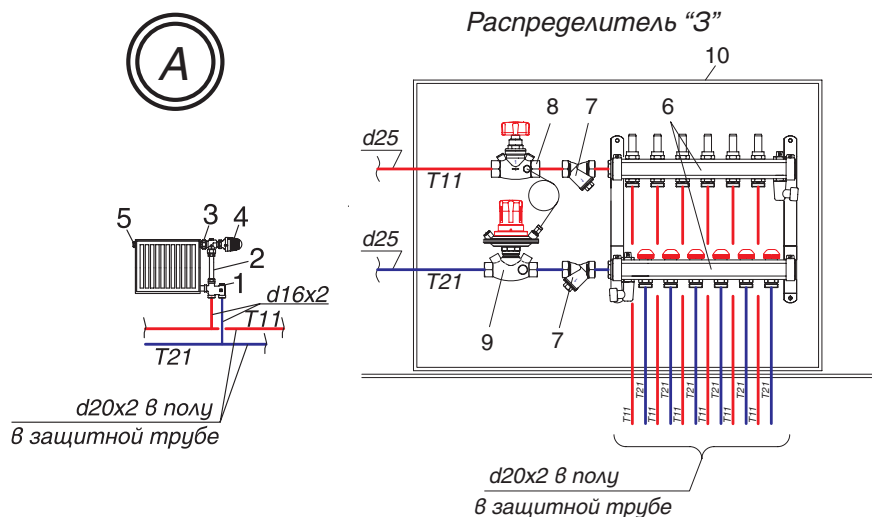 A
Распределитель “3”
10
8
7
6
d25
T11
d25
T21
9
7
5
3
4
2
1
d16x2
T11
T21
d20x2 в полу
в защитной трубе
T11
T21
T11
T21
T11
T21
T11
T21
T11
T21
T11
T21
d20x2 в полу
в защитной трубе